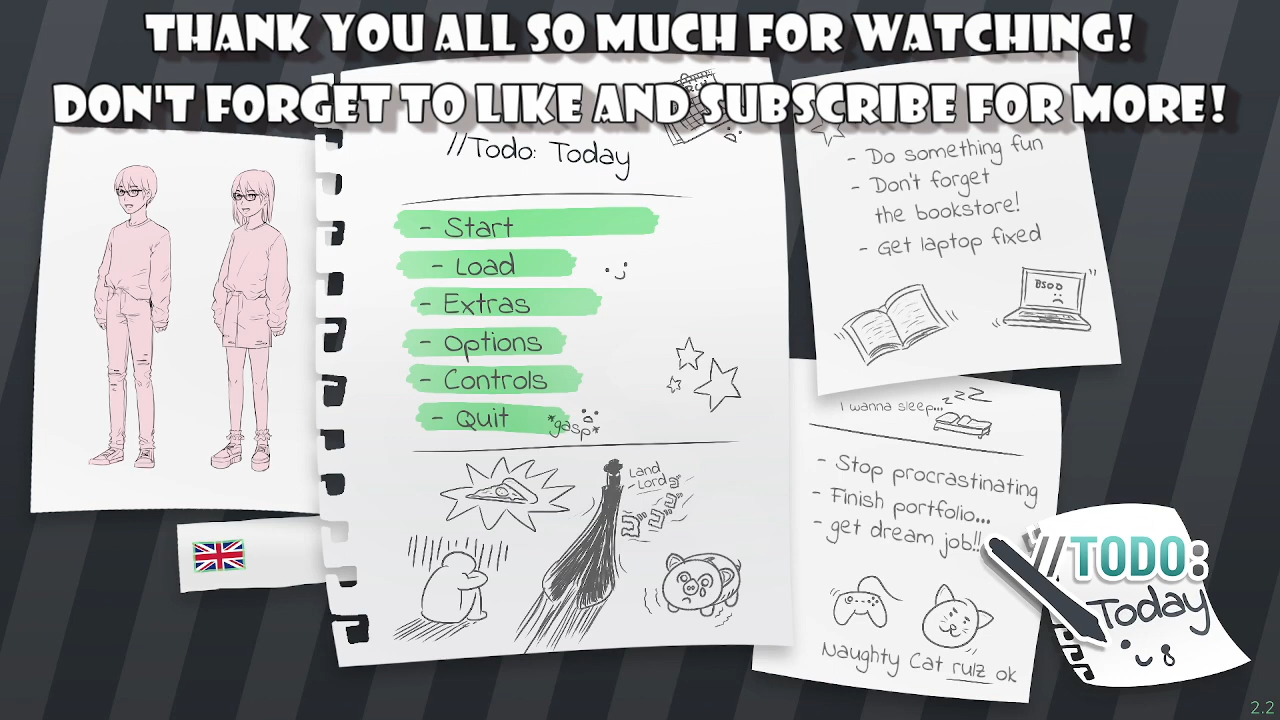 THANK YOU ALL SO MUCH FOR WATCHING!
DON'T FORGET TO LIKE AND SUBSCRIBE FOR MORE!
//Todo: Today
- Start
- Load
- Extras
- Options
- Controls
- Quit
*gasp*
Land
-Lord
- Do something fun
- Don't forget
the bookstore!
- Get laptop fixed
BSOD
I wanna sleep...
zzZ
- Stop procrastinating
- Finish portfolio...
- get dream job!!
Naughty Cat rulz ok
//TODO:
Today
2.2